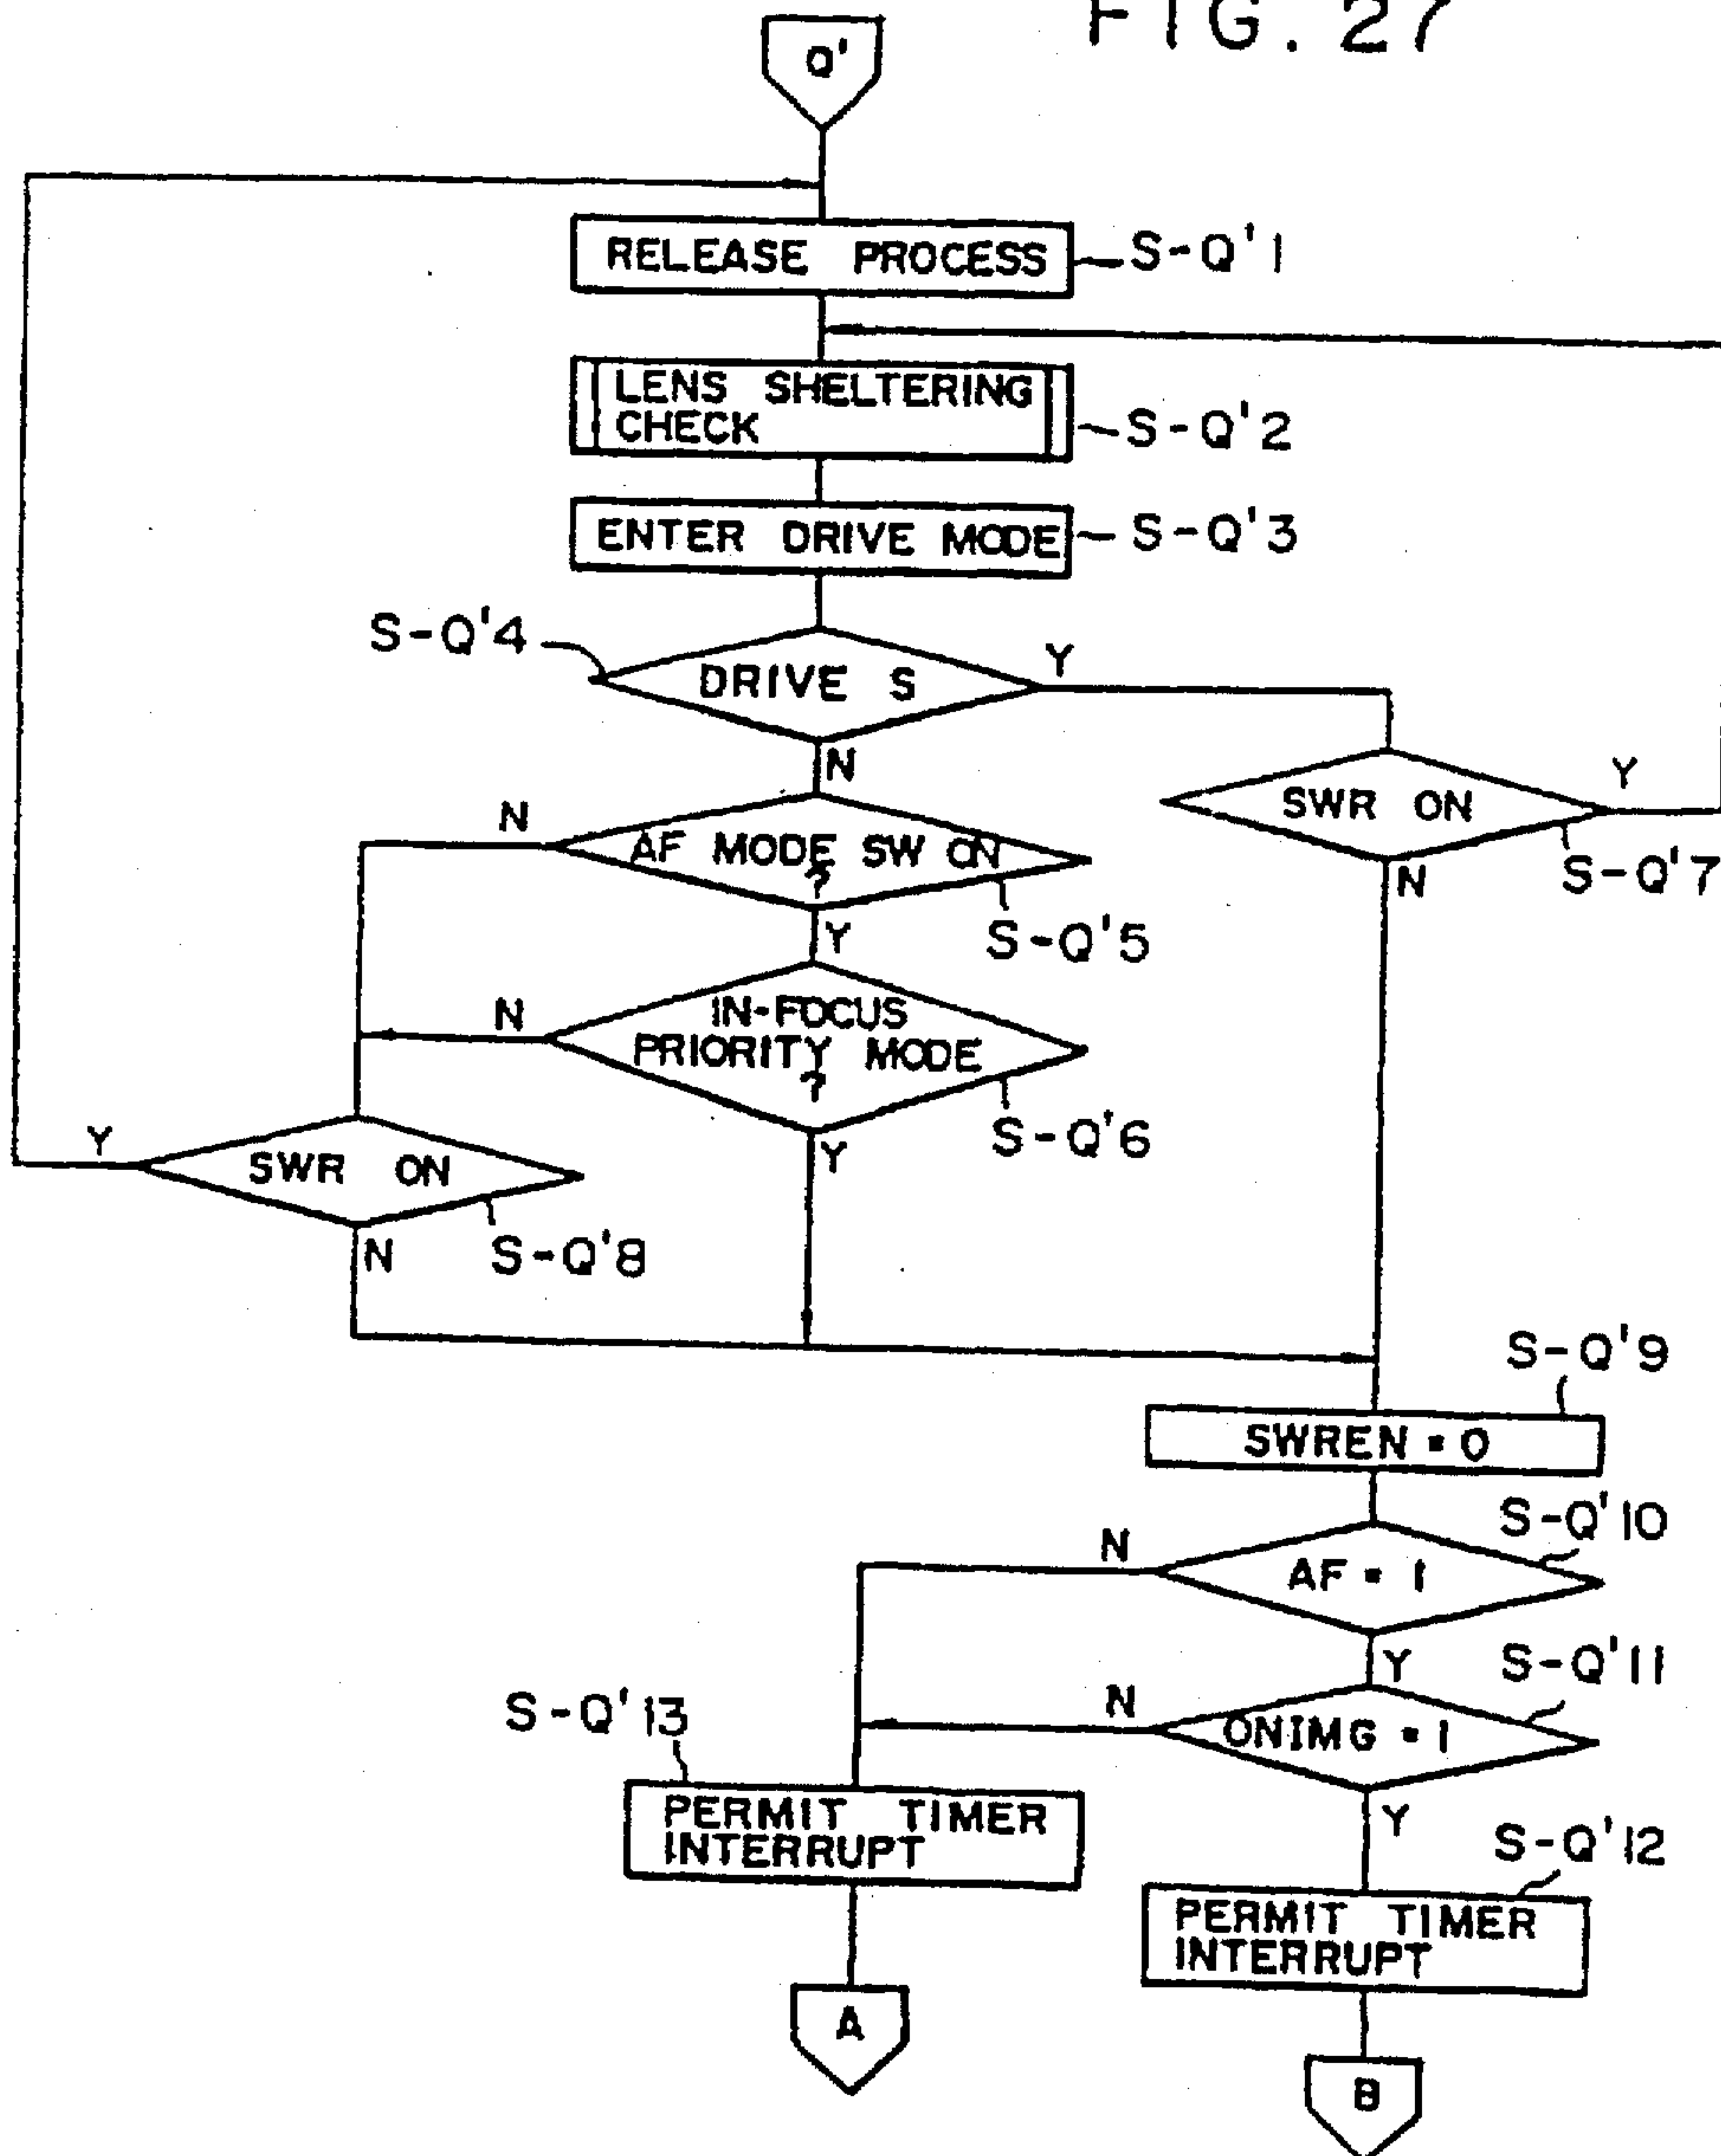 FIG. 27
Q'
RELEASE PROCESS
S-Q'1
LENS SHELTERING
CHECK
S-Q'2
ENTER DRIVE MODE
S-Q'3
S-Q'4
DRIVE S
Y
N
SWR ON
Y
S-Q'7
N
AF MODE SW ON
?
N
S-Q'5
Y
IN-FOCUS
PRIORITY MODE
?
N
S-Q'6
Y
SWR ON
Y
S-Q'8
N
S-Q'9
SWREN = 0
S-Q'10
AF = 1
N
Y
S-Q'11
ONIMG = 1
N
Y
S-Q'13
PERMIT TIMER
INTERRUPT
S-Q'12
PERMIT TIMER
INTERRUPT
A
B